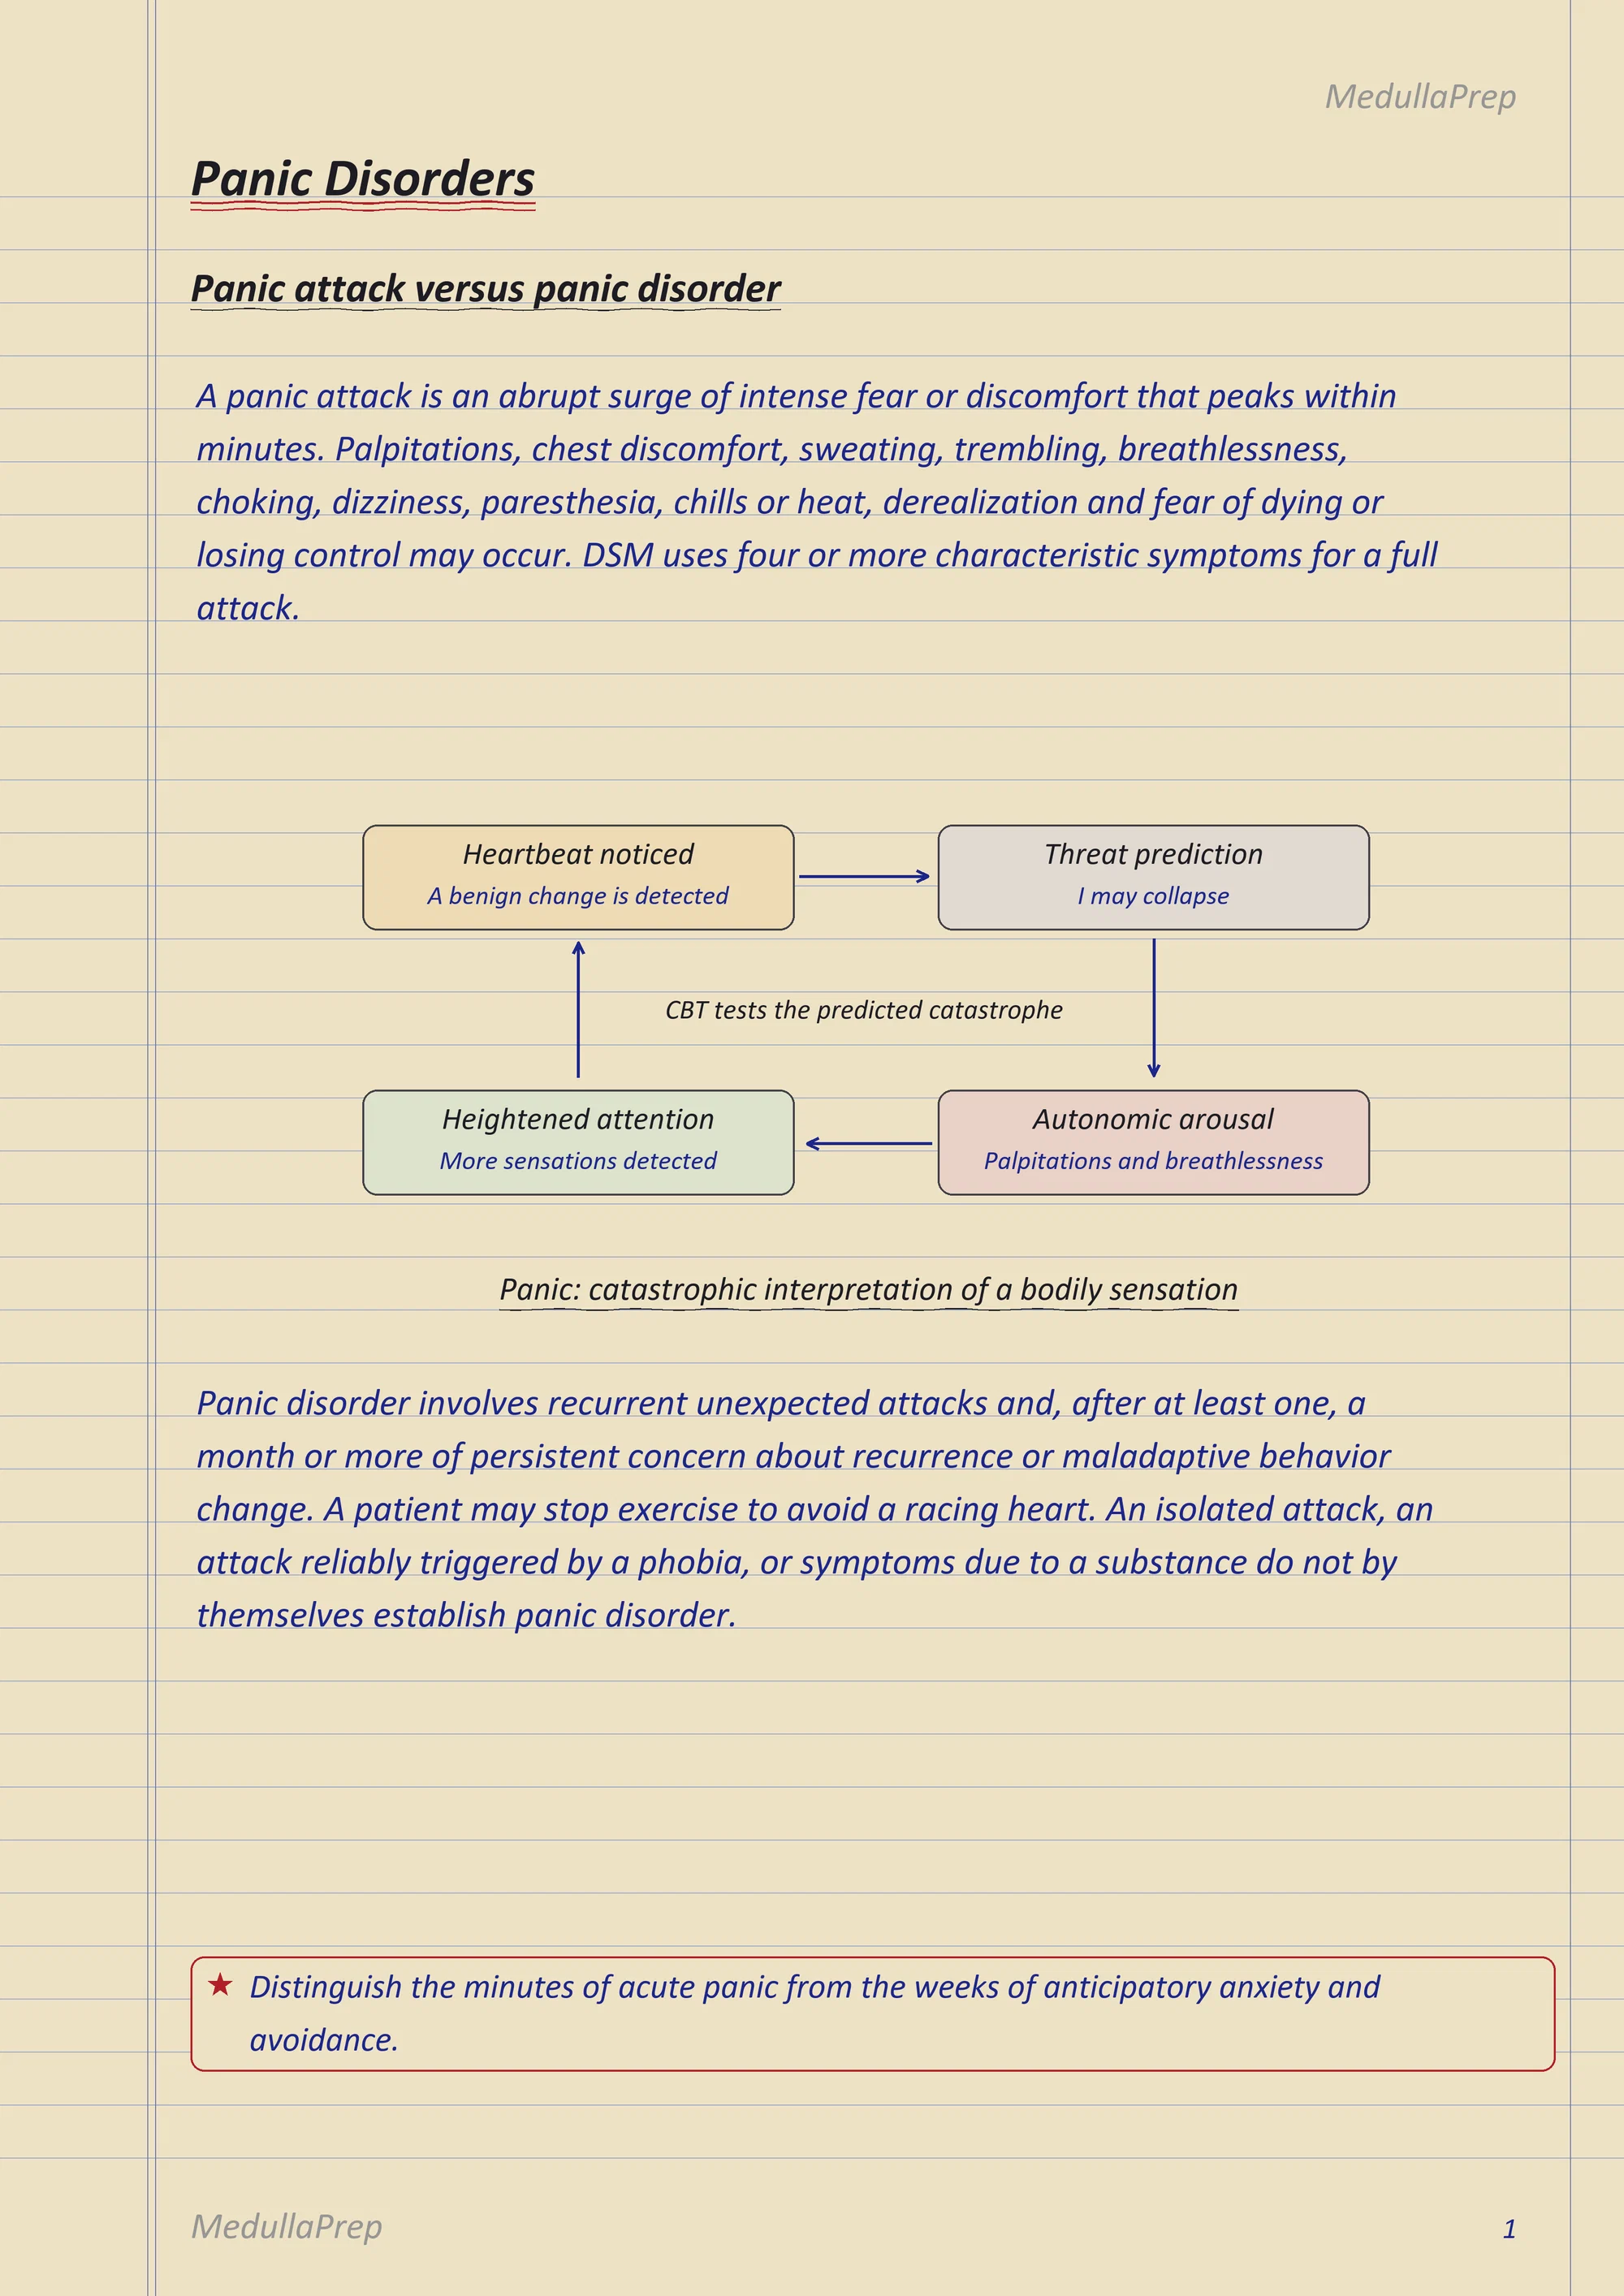 MedullaPrep
Panic Disorders
Panic attack versus panic disorder
A panic attack is an abrupt surge of intense fear or discomfort that peaks within
minutes. Palpitations, chest discomfort, sweating, trembling, breathlessness,
choking, dizziness, paresthesia, chills or heat, derealization and fear of dying or
losing control may occur. DSM uses four or more characteristic symptoms for a full
attack.
Heartbeat noticed
A benign change is detected
Threat prediction
I may collapse
CBT tests the predicted catastrophe
Heightened attention
More sensations detected
Autonomic arousal
Palpitations and breathlessness
Panic: catastrophic interpretation of a bodily sensation
Panic disorder involves recurrent unexpected attacks and, after at least one, a
month or more of persistent concern about recurrence or maladaptive behavior
change. A patient may stop exercise to avoid a racing heart. An isolated attack, an
attack reliably triggered by a phobia, or symptoms due to a substance do not by
themselves establish panic disorder.
★ Distinguish the minutes of acute panic from the weeks of anticipatory anxiety and
avoidance.
MedullaPrep
1